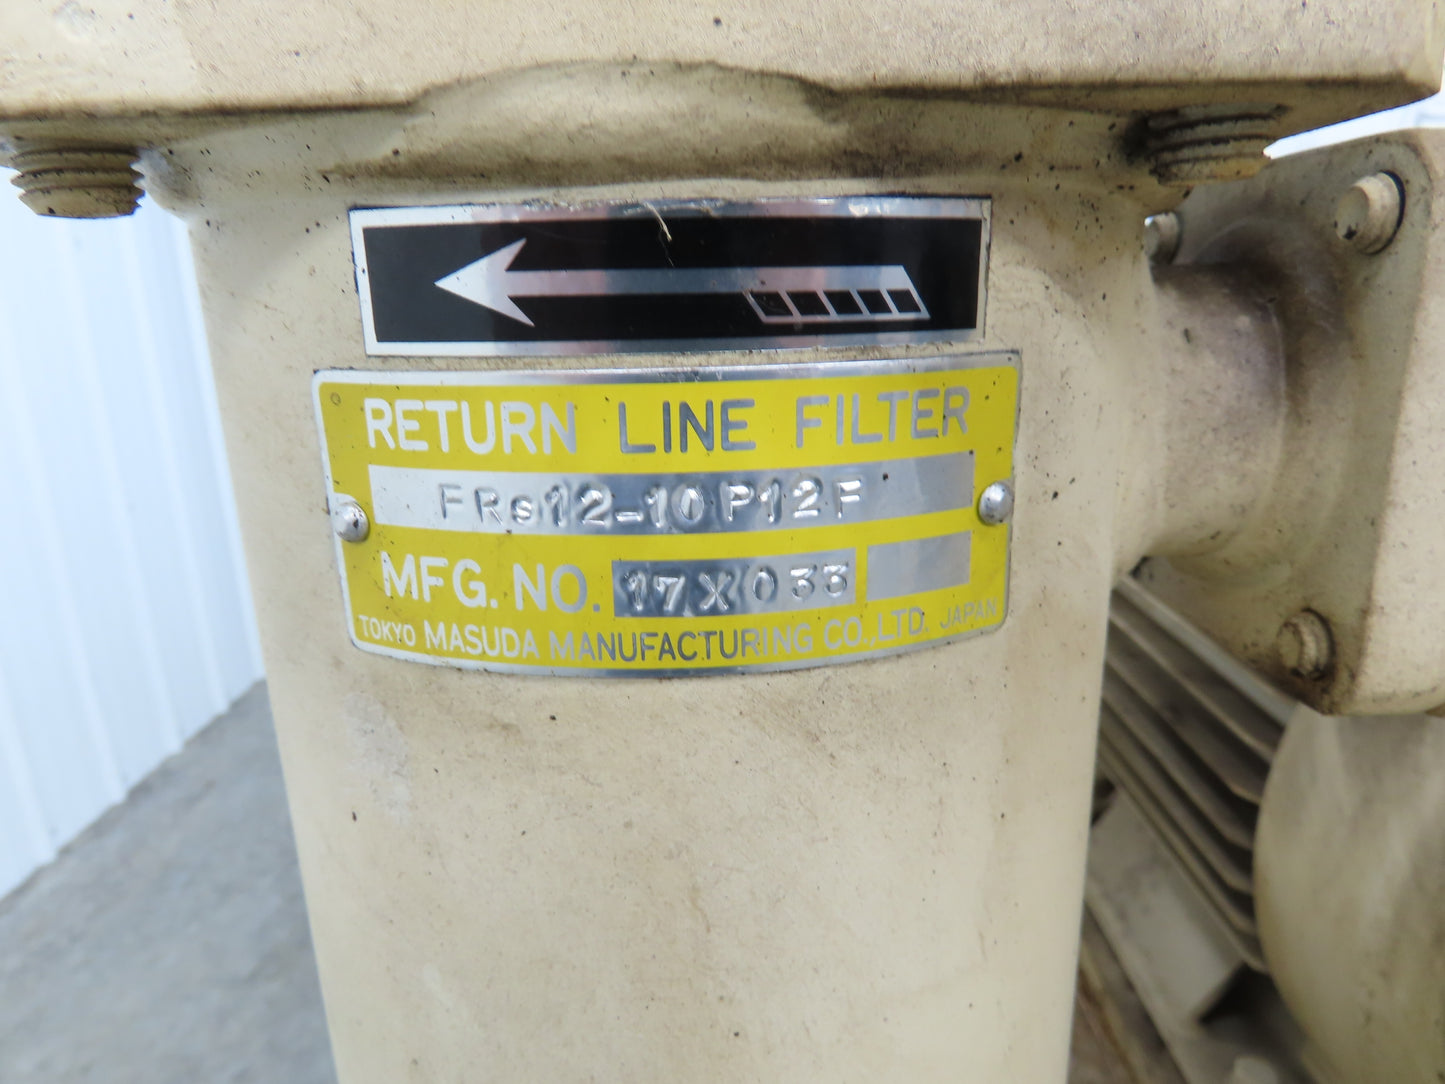 RETURN LINE FILTER
FRs12-10P12F
MFG. NO. 17X033
TOKYO MASUDA MANUFACTURING CO.,LTD. JAPAN